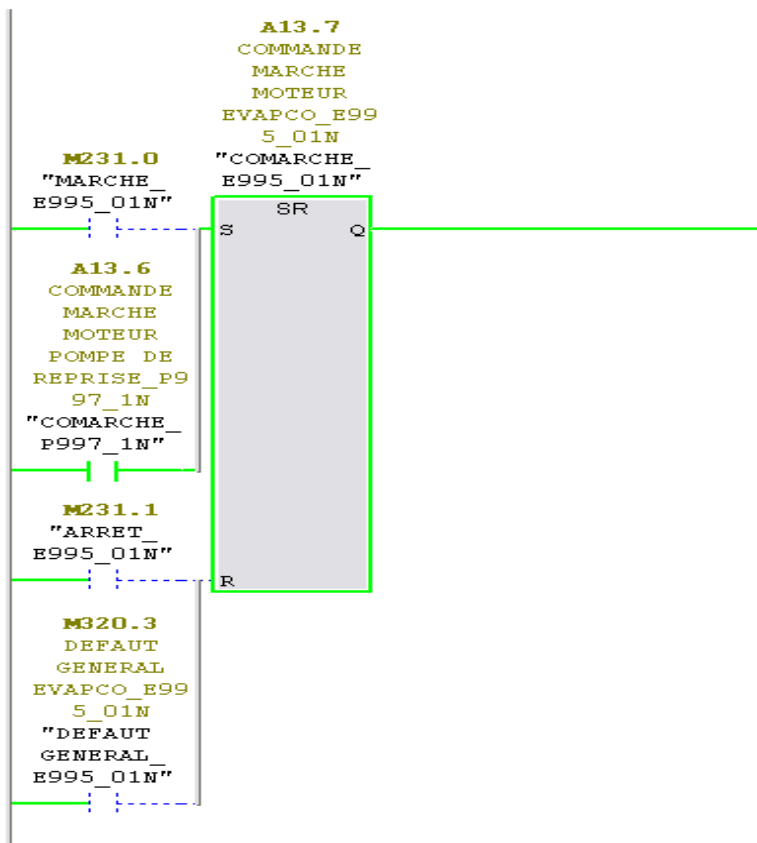 A13.7
COMMANDE
MARCHE
MOTEUR
EVAPCO_E99
5_01N
"COMARCHE_
E995_01N"
M231.0
"MARCHE_
E995_01N"
SR
S
Q
A13.6
COMMANDE
MARCHE
MOTEUR
POMPE DE
REPRISE_P9
97_1N
"COMARCHE_
P997_1N"
M231.1
"ARRET_
E995_01N"
R
M320.3
DEFAUT
GENERAL
EVAPCO_E99
5_01N
"DEFAUT
GENERAL_
E995_01N"